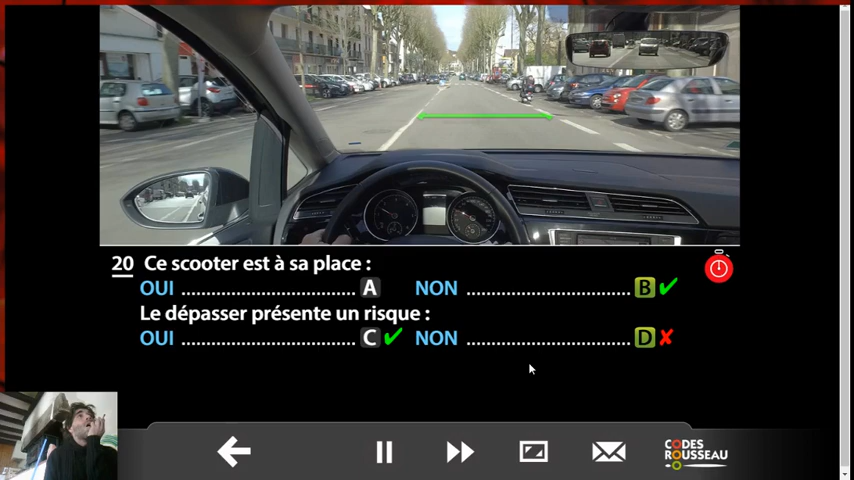 20 Ce scooter est à sa place :
OUI ................................ A NON .............................. B
Le dépasser présente un risque :
OUI ................................ C NON .............................. D
CODES
ROUSSEAU